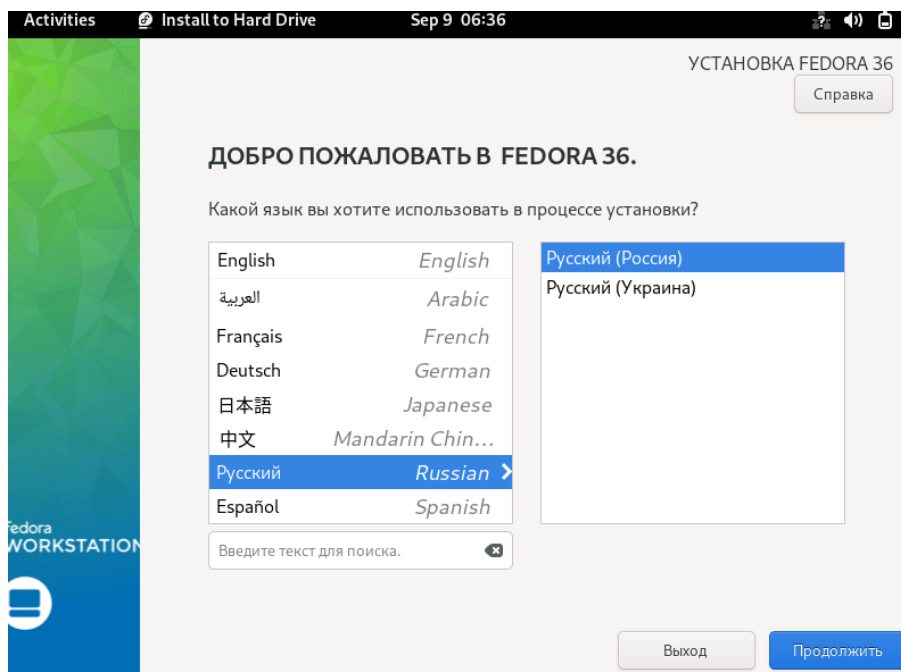 Activities Install to Hard Drive Sep 9 06:36
УСТАНОВКА FEDORA 36
Справка
ДОБРО ПОЖАЛОВАТЬ В FEDORA 36.
Какой язык вы хотите использовать в процессе установки?
English English
العربية Arabic
Français French
Deutsch German
日本語 Japanese
中文 Mandarin Chin...
Русский Russian
Español Spanish
Русский (Россия)
Русский (Украина)
Введите текст для поиска.
fedora
WORKSTATION
Выход Продолжить